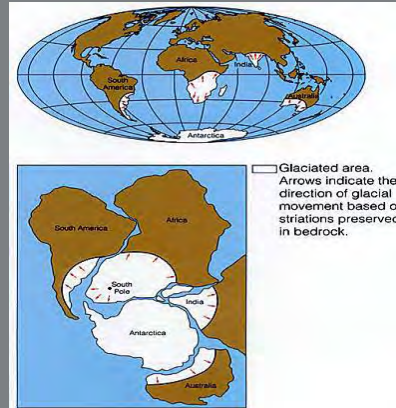 Africa
India
South
America
Australia
Antarctica
Glaciated area.
Arrows indicate the
direction of glacial
movement based o
striations preserved
in bedrock.
South America
Africa
South
Pole
India
Antarctica
Australia